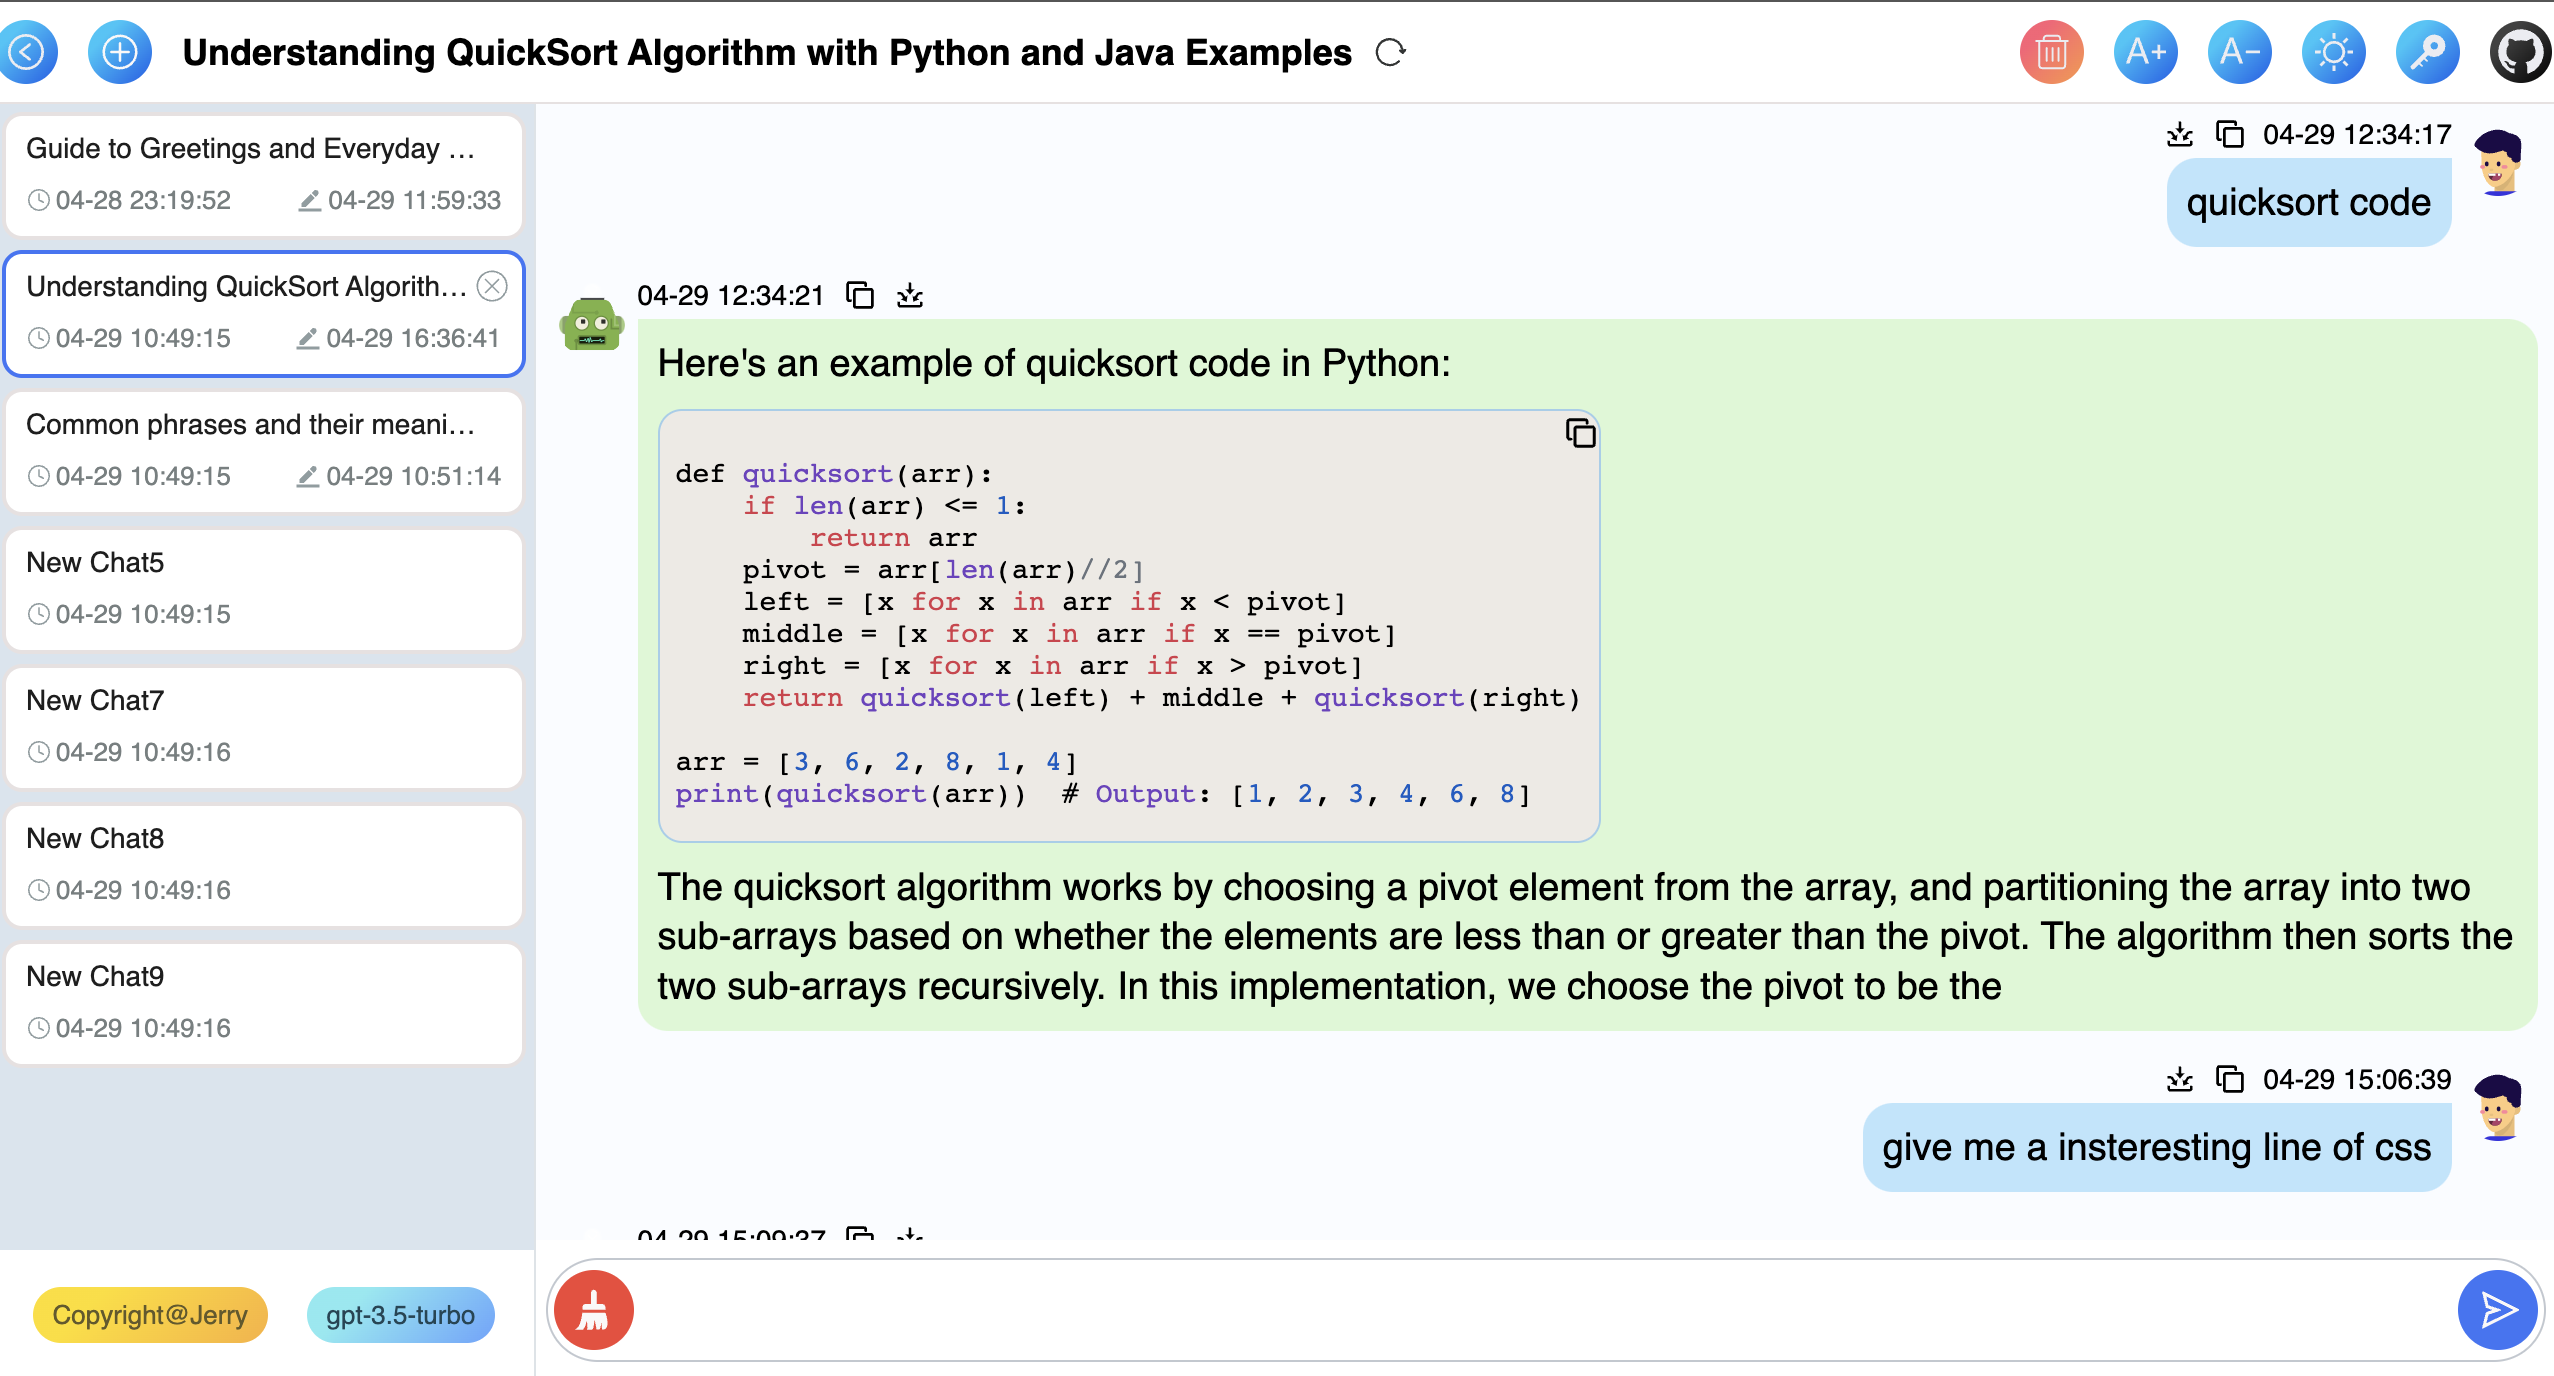 Understanding QuickSort Algorithm with Python and Java Examples
A+
A-
Guide to Greetings and Everyday ...
04-28 23:19:52 04-29 11:59:33
Understanding QuickSort Algorith...
04-29 10:49:15 04-29 16:36:41
Common phrases and their meani...
04-29 10:49:15 04-29 10:51:14
New Chat5
04-29 10:49:15
New Chat7
04-29 10:49:16
New Chat8
04-29 10:49:16
New Chat9
04-29 10:49:16
Copyright@Jerry
gpt-3.5-turbo
04-29 12:34:17
quicksort code
04-29 12:34:21
Here's an example of quicksort code in Python:
def quicksort(arr):
    if len(arr) <= 1:
        return arr
    pivot = arr[len(arr)//2]
    left = [x for x in arr if x < pivot]
    middle = [x for x in arr if x == pivot]
    right = [x for x in arr if x > pivot]
    return quicksort(left) + middle + quicksort(right)
arr = [3, 6, 2, 8, 1, 4]
print(quicksort(arr))  # Output: [1, 2, 3, 4, 6, 8]
The quicksort algorithm works by choosing a pivot element from the array, and partitioning the array into two
sub-arrays based on whether the elements are less than or greater than the pivot. The algorithm then sorts the
two sub-arrays recursively. In this implementation, we choose the pivot to be the
04-29 15:06:39
give me a insteresting line of css
04-29 15:09:37